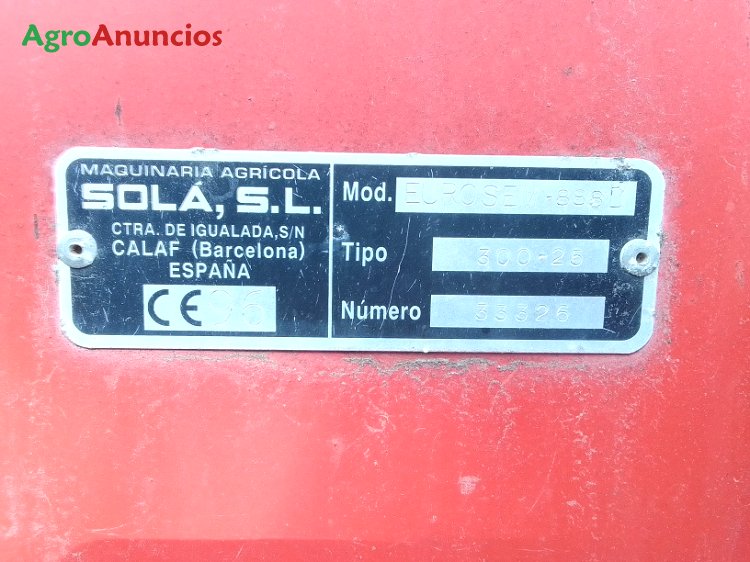 AgroAnuncios
MAQUINARIA AGRÍCOLA
SOLÁ, S.L.
CTRA. DE IGUALADA, S/N
CALAF (Barcelona)
ESPAÑA
CE
Mod.
Tipo 300-25
Número 33326